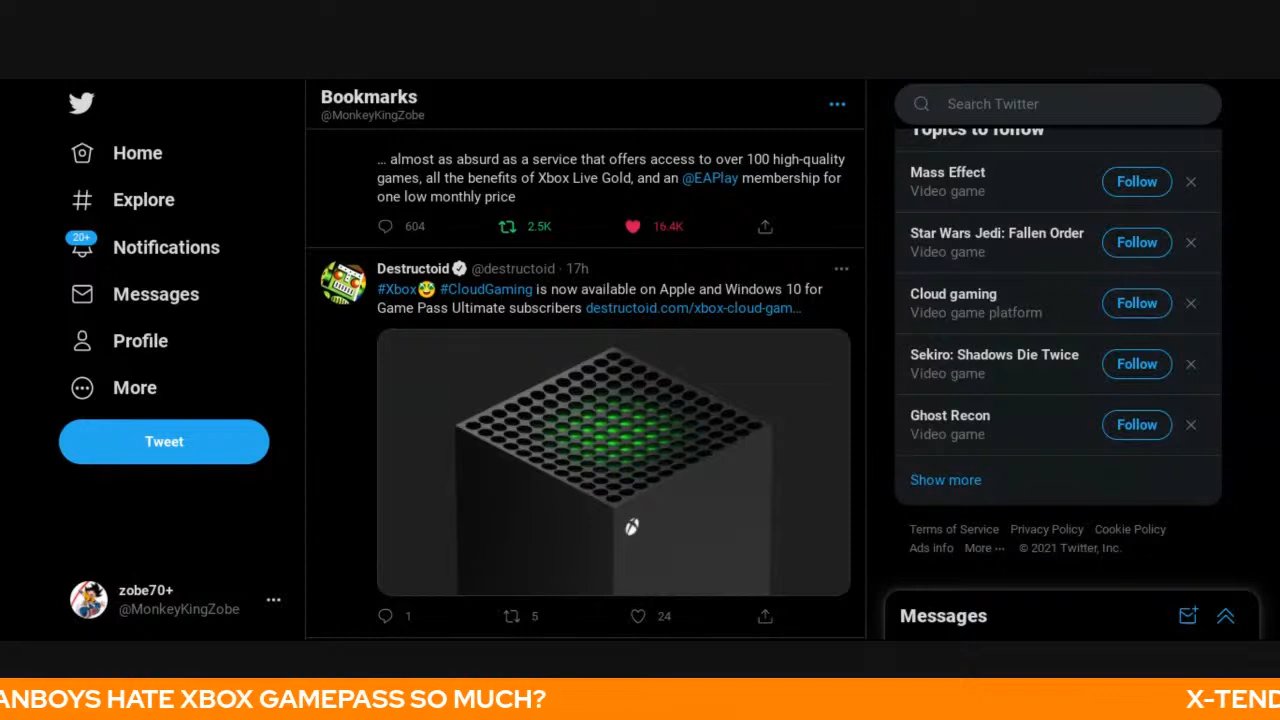 Home
Explore
20+
Notifications
Messages
Profile
More
Tweet
zobe70+
@MonkeyKingZobe
Bookmarks
@MonkeyKingZobe
... almost as absurd as a service that offers access to over 100 high-quality
games, all the benefits of Xbox Live Gold, and an @EAPlay membership for
one low monthly price
604 2.5K 16.4K
Destructoid @destructoid · 17h
#Xbox #CloudGaming is now available on Apple and Windows 10 for
Game Pass Ultimate subscribers destructoid.com/xbox-cloud-gam...
1 5 24
Search Twitter
Topics to follow
Mass Effect
Video game
Follow
Star Wars Jedi: Fallen Order
Video game
Follow
Cloud gaming
Video game platform
Follow
Sekiro: Shadows Die Twice
Video game
Follow
Ghost Recon
Video game
Follow
Show more
Terms of Service Privacy Policy Cookie Policy
Ads info More ··· © 2021 Twitter, Inc.
Messages
ANBOYS HATE XBOX GAMEPASS SO MUCH? X-TEND